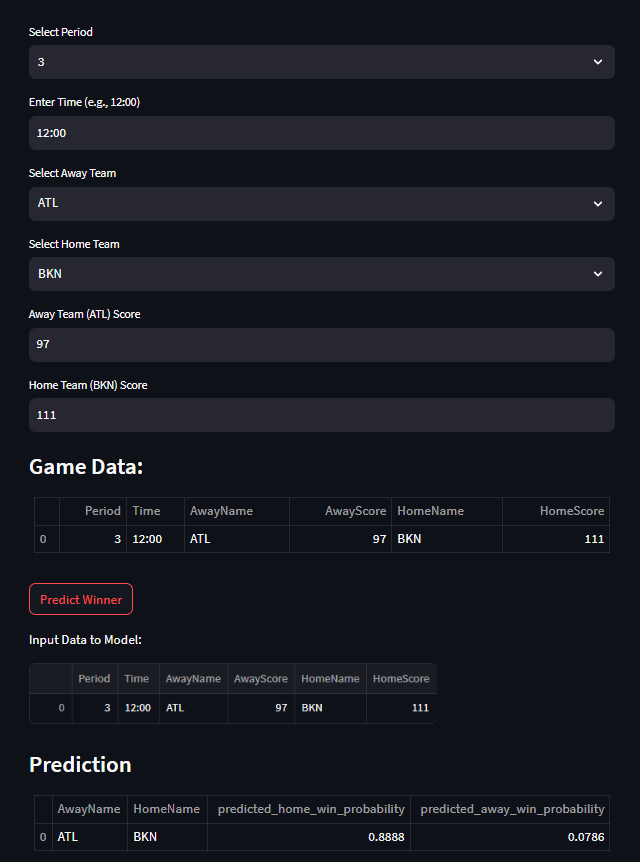 Select Period
3
Enter Time (e.g., 12:00)
12:00
Select Away Team
ATL
Select Home Team
BKN
Away Team (ATL) Score
97
Home Team (BKN) Score
111
Game Data:
Period Time AwayName AwayScore HomeName HomeScore
0 3 12:00 ATL 97 BKN 111
Predict Winner
Input Data to Model:
Period Time AwayName AwayScore HomeName HomeScore
0 3 12:00 ATL 97 BKN 111
Prediction
AwayName HomeName predicted_home_win_probability predicted_away_win_probability
0 ATL BKN 0.8888 0.0786